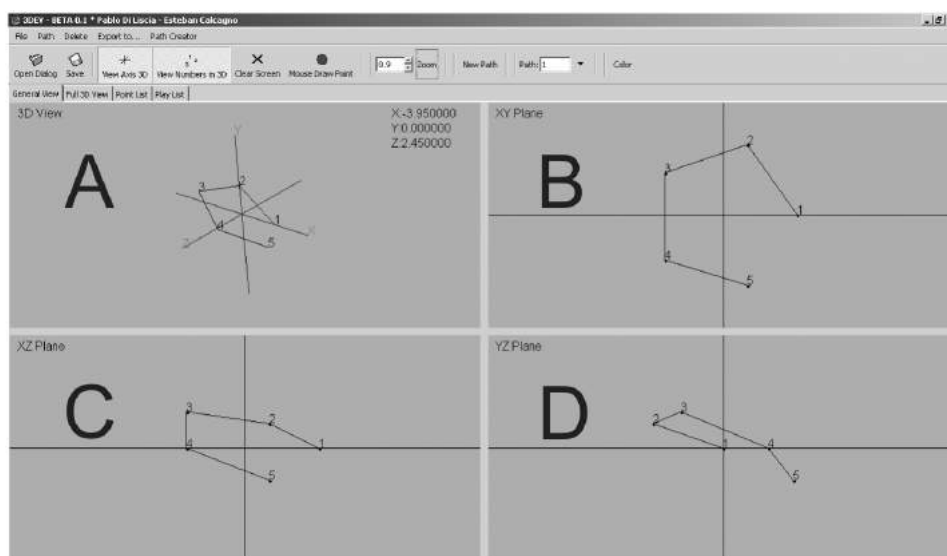 3DEV - BETA 0.1 * Pablo Di Liscia - Esteban Calcagno
File Path Delete Export to... Path Creator
Open Dialog Save View Axis 3D View Numbers in 3D Clear Screen Mouse Draw Point 0.9 Zoom New Path Path: 1 Color
General View Full 3D View Point List Play List
3D View
X:-3.950000
Y:0.000000
Z:2.450000
A
Y
3 2
1
X
4
Z
5
XY Plane
B
2
3
1
4
5
XZ Plane
C
3
2
4 1
5
YZ Plane
D
3
2
1 4
5